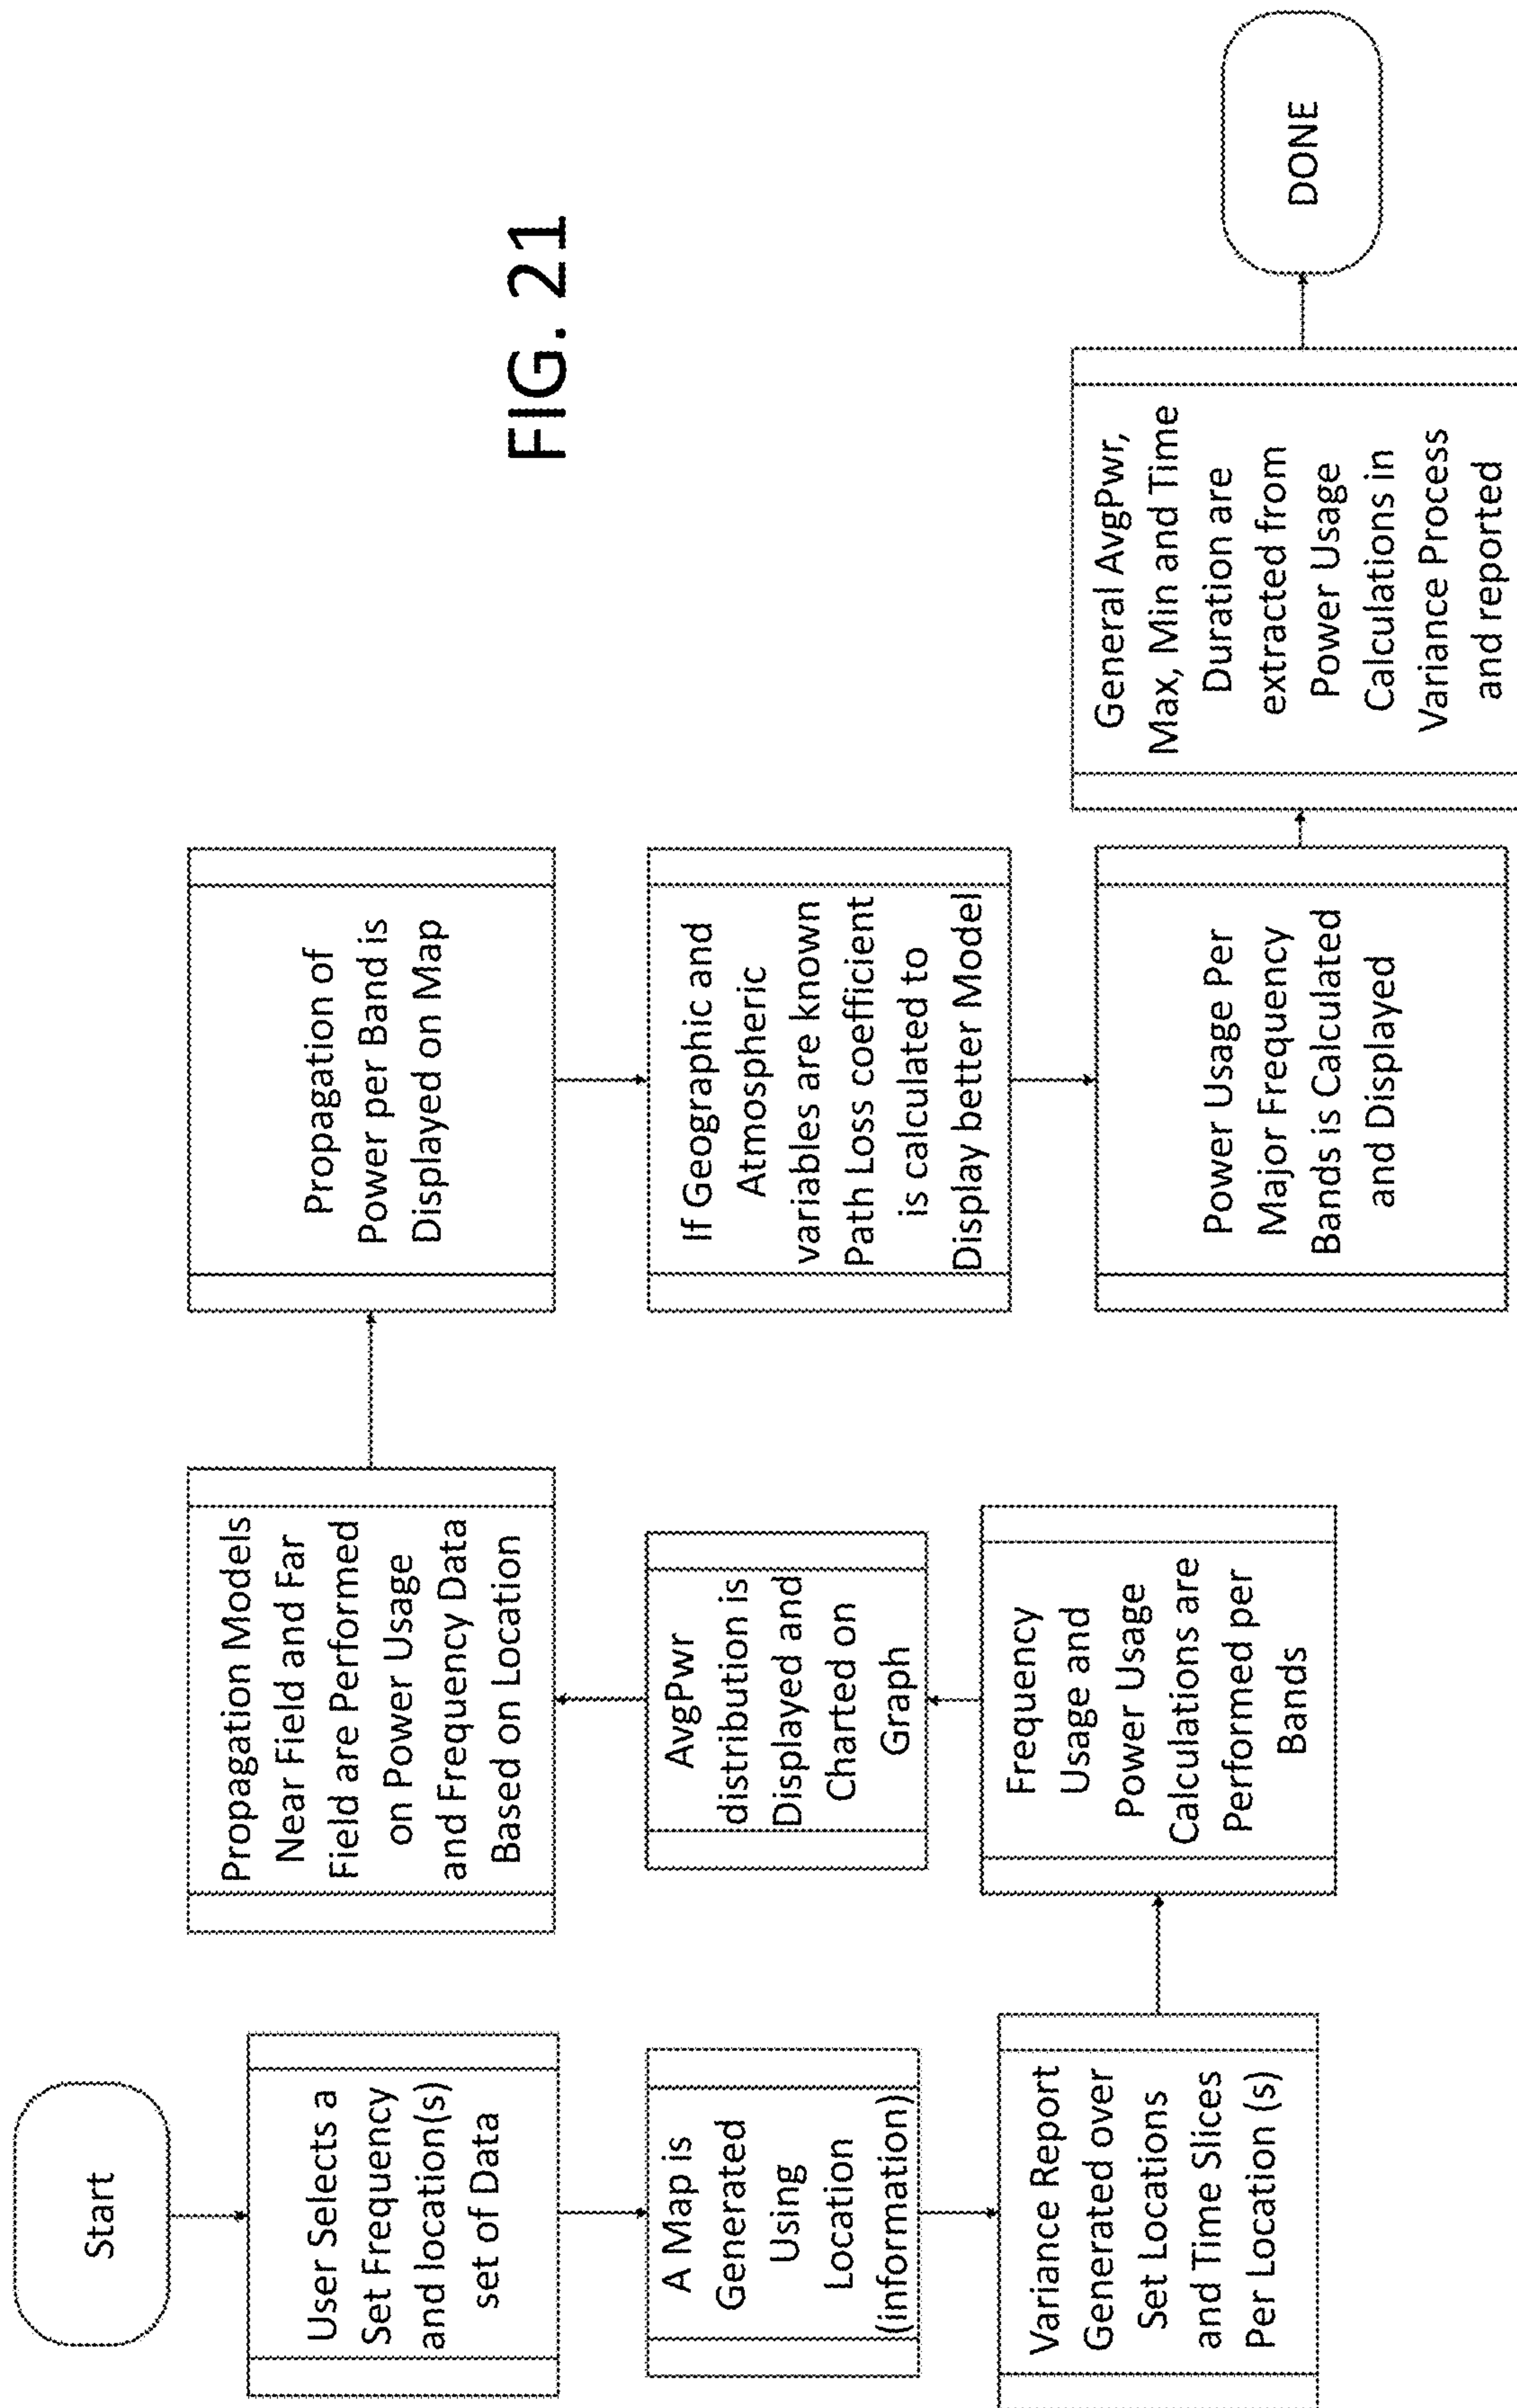 FIG. 21
Start
User Selects a
Set Frequency
and location(s)
set of Data
A Map is
Generated
Using
Location
(information)
Variance Report
Generated over
Set Locations
and Time Slices
Per Location (s)
Frequency
Usage and
Power Usage
Calculations are
Performed per
Bands
AvgPwr
distribution is
Displayed and
Charted on
Graph
Propagation Models
Near Field and Far
Field are Performed
on Power Usage
and Frequency Data
Based on Location
Propagation of
Power per Band is
Displayed on Map
If Geographic and
Atmospheric
variables are known
Path Loss coefficient
is calculated to
Display better Model
Power Usage Per
Major Frequency
Bands is Calculated
and Displayed
General AvgPwr,
Max, Min and Time
Duration are
extracted from
Power Usage
Calculations in
Variance Process
and reported
DONE